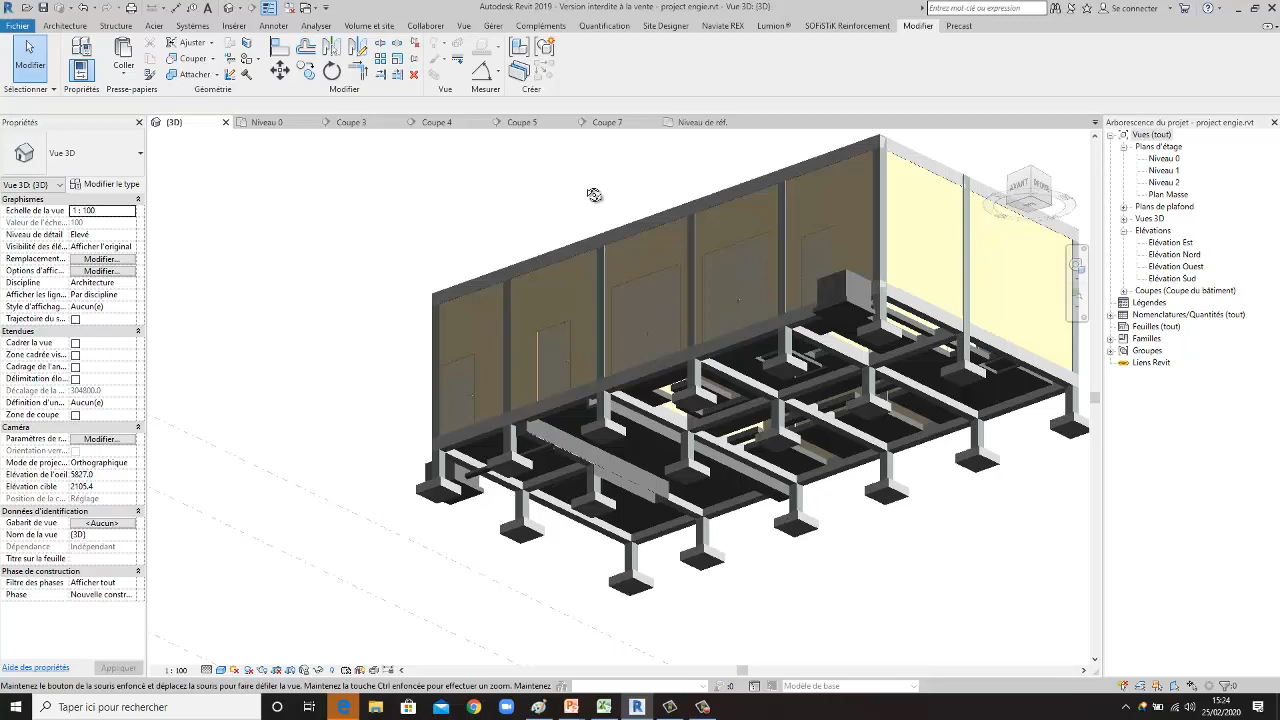 Autodesk Revit 2019 - Version interdite à la vente - project engie.rvt - Vue 3D: {3D}
Entrez mot-clé ou expression
Se connecter
Fichier
Insérer
Annoter
Analyser
Volume et site
Collaborer
Vue
Gérer
Compléments
Quantification
Site Designer
Naviate REX
Lumion®
SOFiSTiK Reinforcement
Modifier
Precast
Modifier
Propriétés
Coller
Ajuster
Couper
Attacher
Sélectionner
Propriétés
Presse-papiers
Géométrie
Modifier
Vue
Mesurer
Créer
Propriétés
{3D}
Niveau 0
Coupe 3
Coupe 4
Coupe 5
Coupe 7
Niveau de réf.
Arborescence du projet - project engie.rvt
Vue 3D
Vue 3D: {3D}
Modifier le type
Graphismes
Echelle de la vue 1 : 100
Valeur de l'éche... 100
Niveau de détail Elevé
Visibilité des élé... Afficher l'original
Remplacement... Modifier...
Options d'affic... Modifier...
Discipline Architecture
Afficher les lign... Par discipline
Style d'affichag... Aucun(e)
Trajectoire du s...
Etendues
Cadrer la vue
Zone cadrée vis...
Cadrage de l'an...
Délimitation élo...
Décalage de la ... 304800.0
Définition d'un... Aucun(e)
Zone de coupe
Caméra
Paramètres de r... Modifier...
Orientation verr...
Mode de projec... Orthographique
Elévation de l'oeil 5827.0
Elévation cible 2105.4
Position de la c... Réglage
Données d'identification
Gabarit de vue <Aucun>
Nom de la vue {3D}
Dépendance Indépendant
Titre sur la feuille
Phase de construction
Filtre des phases Afficher tout
Phase Nouvelle constr...
Aide des propriétés
Appliquer
AVANT
Vues (tout)
Plans d'étage
Niveau 0
Niveau 1
Niveau 2
Plan Masse
Plans de plafond
Vues 3D
Elévations
Elévation Est
Elévation Nord
Elévation Ouest
Elévation Sud
Coupes (Coupe du bâtiment)
Légendes
Nomenclatures/Quantités (tout)
Feuilles (tout)
Familles
Groupes
Liens Revit
1 : 100
Maintenez le bouton de la souris enfoncé et déplacez la souris pour faire défiler la vue. Maintenez la touche Ctrl enfoncée pour effectuer un zoom. Maintenez
:0
Modèle de base
:0
Taper ici pour rechercher
15:24
25/02/2020